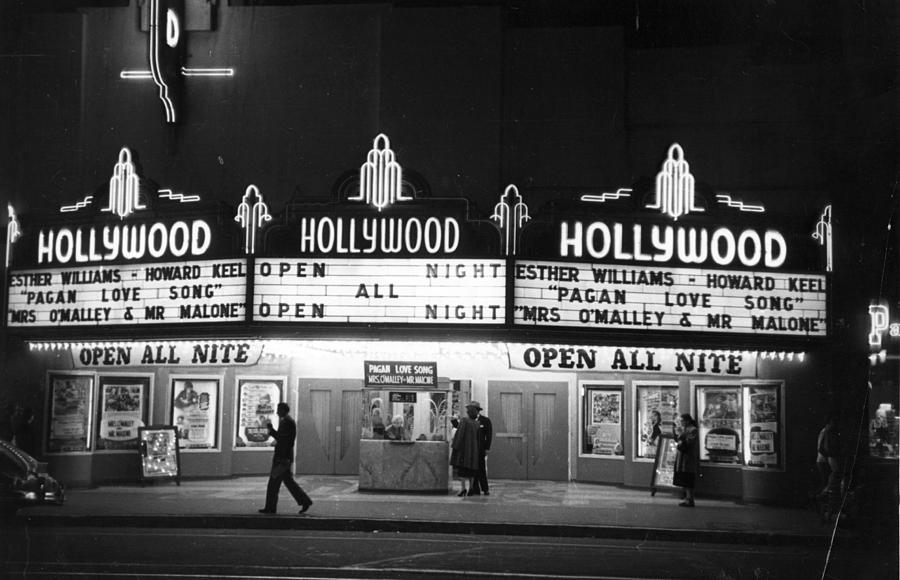 D
HOLLYWOOD
ESTHER WILLIAMS - HOWARD KEEL
"PAGAN LOVE SONG"
"MRS O'MALLEY & MR MALONE"
HOLLYWOOD
OPEN NIGHT
ALL
OPEN NIGHT
HOLLYWOOD
ESTHER WILLIAMS - HOWARD KEEL
"PAGAN LOVE SONG"
"MRS O'MALLEY & MR MALONE"
OPEN ALL NITE
OPEN ALL NITE
PAGAN LOVE SONG
MRS. O'MALLEY-MR. MALONE